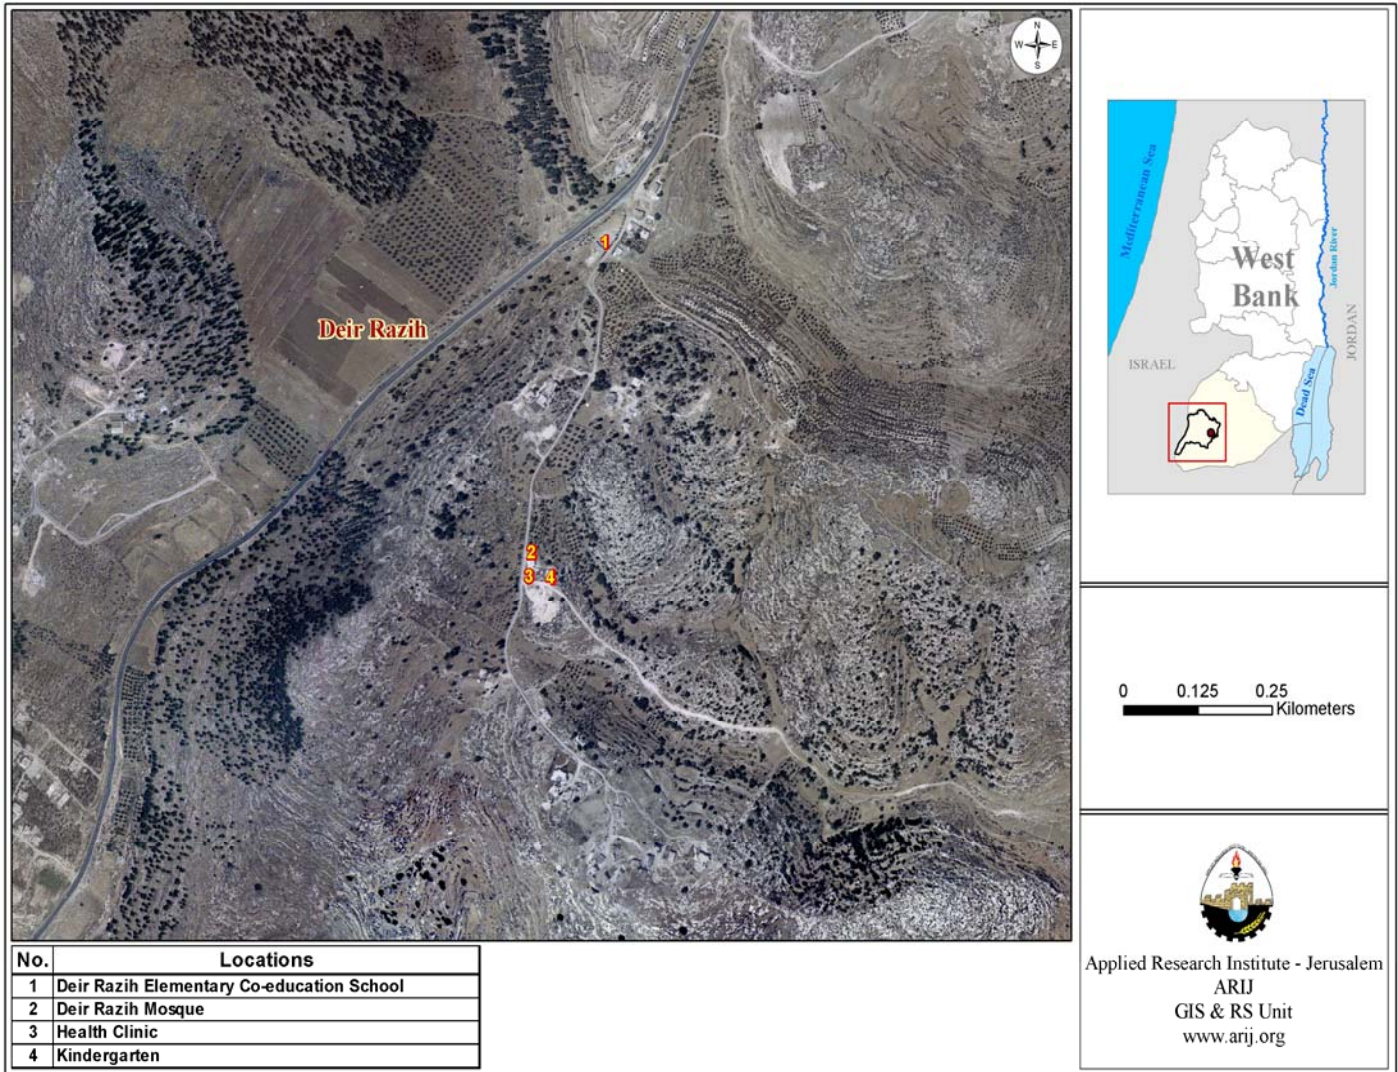 N
W E
S
Deir Razih
1
2
3 4
Mediterranean Sea
West
Bank
Jordan River
JORDAN
ISRAEL
Dead Sea
0 0.125 0.25
Kilometers
Applied Research Institute - Jerusalem
ARIJ
GIS & RS Unit
www.arij.org
No. Locations
1 Deir Razih Elementary Co-education School
2 Deir Razih Mosque
3 Health Clinic
4 Kindergarten